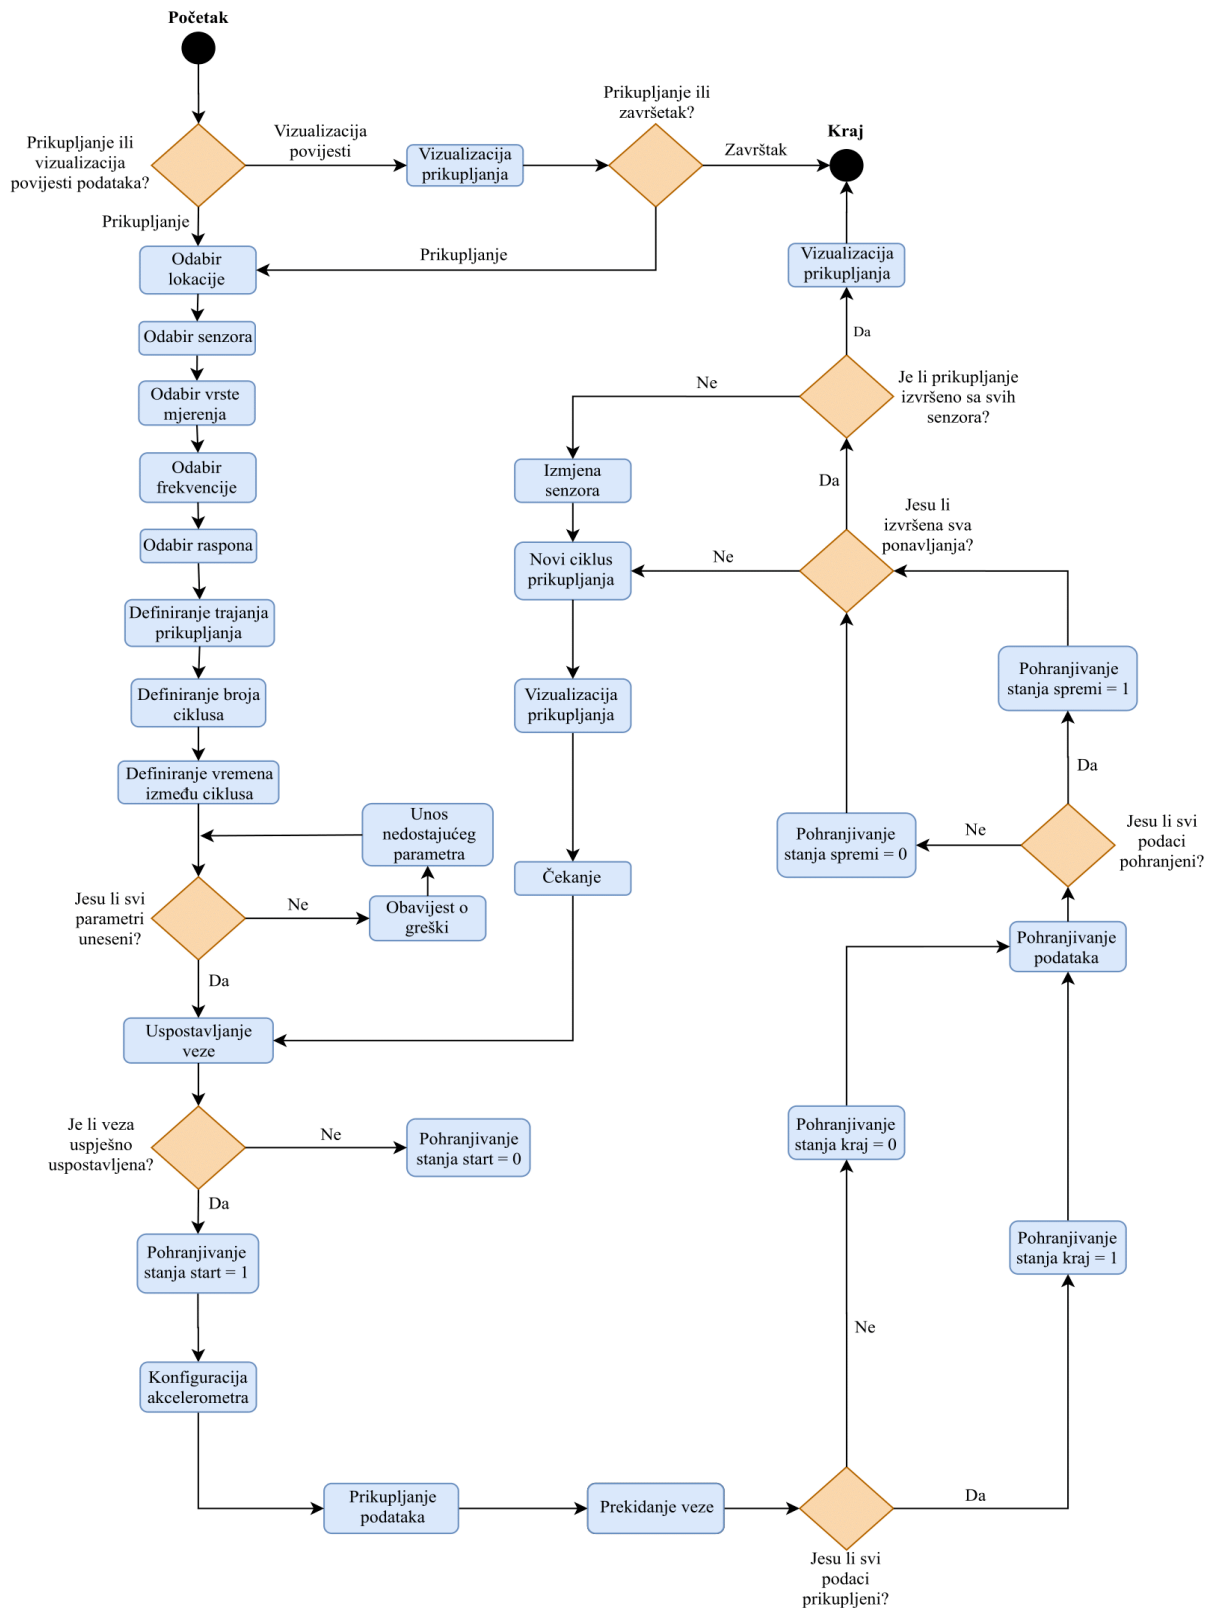 Početak
Prikupljanje ili
vizualizacija
povijesti podataka?
Vizualizacija
povijesti
Vizualizacija
prikupljanja
Prikupljanje ili
završetak?
Završtak
Kraj
Prikupljanje
Prikupljanje
Odabir
lokacije
Vizualizacija
prikupljanja
Odabir senzora
Da
Odabir vrste
mjerenja
Ne
Je li prikupljanje
izvršeno sa svih
senzora?
Odabir
frekvencije
Izmjena
senzora
Da
Jesu li
izvršena sva
ponavljanja?
Odabir raspona
Novi ciklus
prikupljanja
Ne
Definiranje trajanja
prikupljanja
Pohranjivanje
stanja spremi = 1
Definiranje broja
ciklusa
Vizualizacija
prikupljanja
Definiranje vremena
između ciklusa
Da
Unos
nedostajućeg
parametra
Pohranjivanje
stanja spremi = 0
Ne
Jesu li svi
podaci
pohranjeni?
Čekanje
Jesu li svi
parametri
uneseni?
Ne
Obavijest o
greški
Pohranjivanje
podataka
Da
Uspostavljanje
veze
Je li veza
uspješno
uspostavljena?
Ne
Pohranjivanje
stanja start = 0
Pohranjivanje
stanja kraj = 0
Da
Pohranjivanje
stanja start = 1
Pohranjivanje
stanja kraj = 1
Ne
Konfiguracija
akcelerometra
Prikupljanje
podataka
Prekidanje veze
Da
Jesu li svi
podaci
prikupljeni?